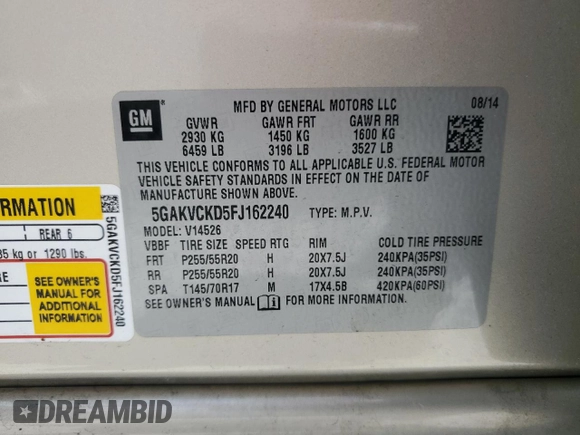 GM
MFD BY GENERAL MOTORS LLC 08/14
GVWR GAWR FRT GAWR RR
2930 KG 1450 KG 1600 KG
6459 LB 3196 LB 3527 LB
THIS VEHICLE CONFORMS TO ALL APPLICABLE U.S. FEDERAL MOTOR
VEHICLE SAFETY STANDARDS IN EFFECT ON THE DATE OF
MANUFACTURE SHOWN ABOVE.
5GAKVCKD5FJ162240 TYPE: M.P.V.
MODEL: V14526
VBBF TIRE SIZE SPEED RTG RIM COLD TIRE PRESSURE
FRT P255/55R20 H 20X7.5J 240KPA(35PSI)
RR P255/55R20 H 20X7.5J 240KPA(35PSI)
SPA T145/70R17 M 17X4.5B 420KPA(60PSI)
SEE OWNER'S MANUAL FOR MORE INFORMATION.
REAR 6
kg or 1290 lbs.
SEE OWNER'S
MANUAL FOR
ADDITIONAL
INFORMATION
5GAKVCKD5FJ162240
DREAMBID